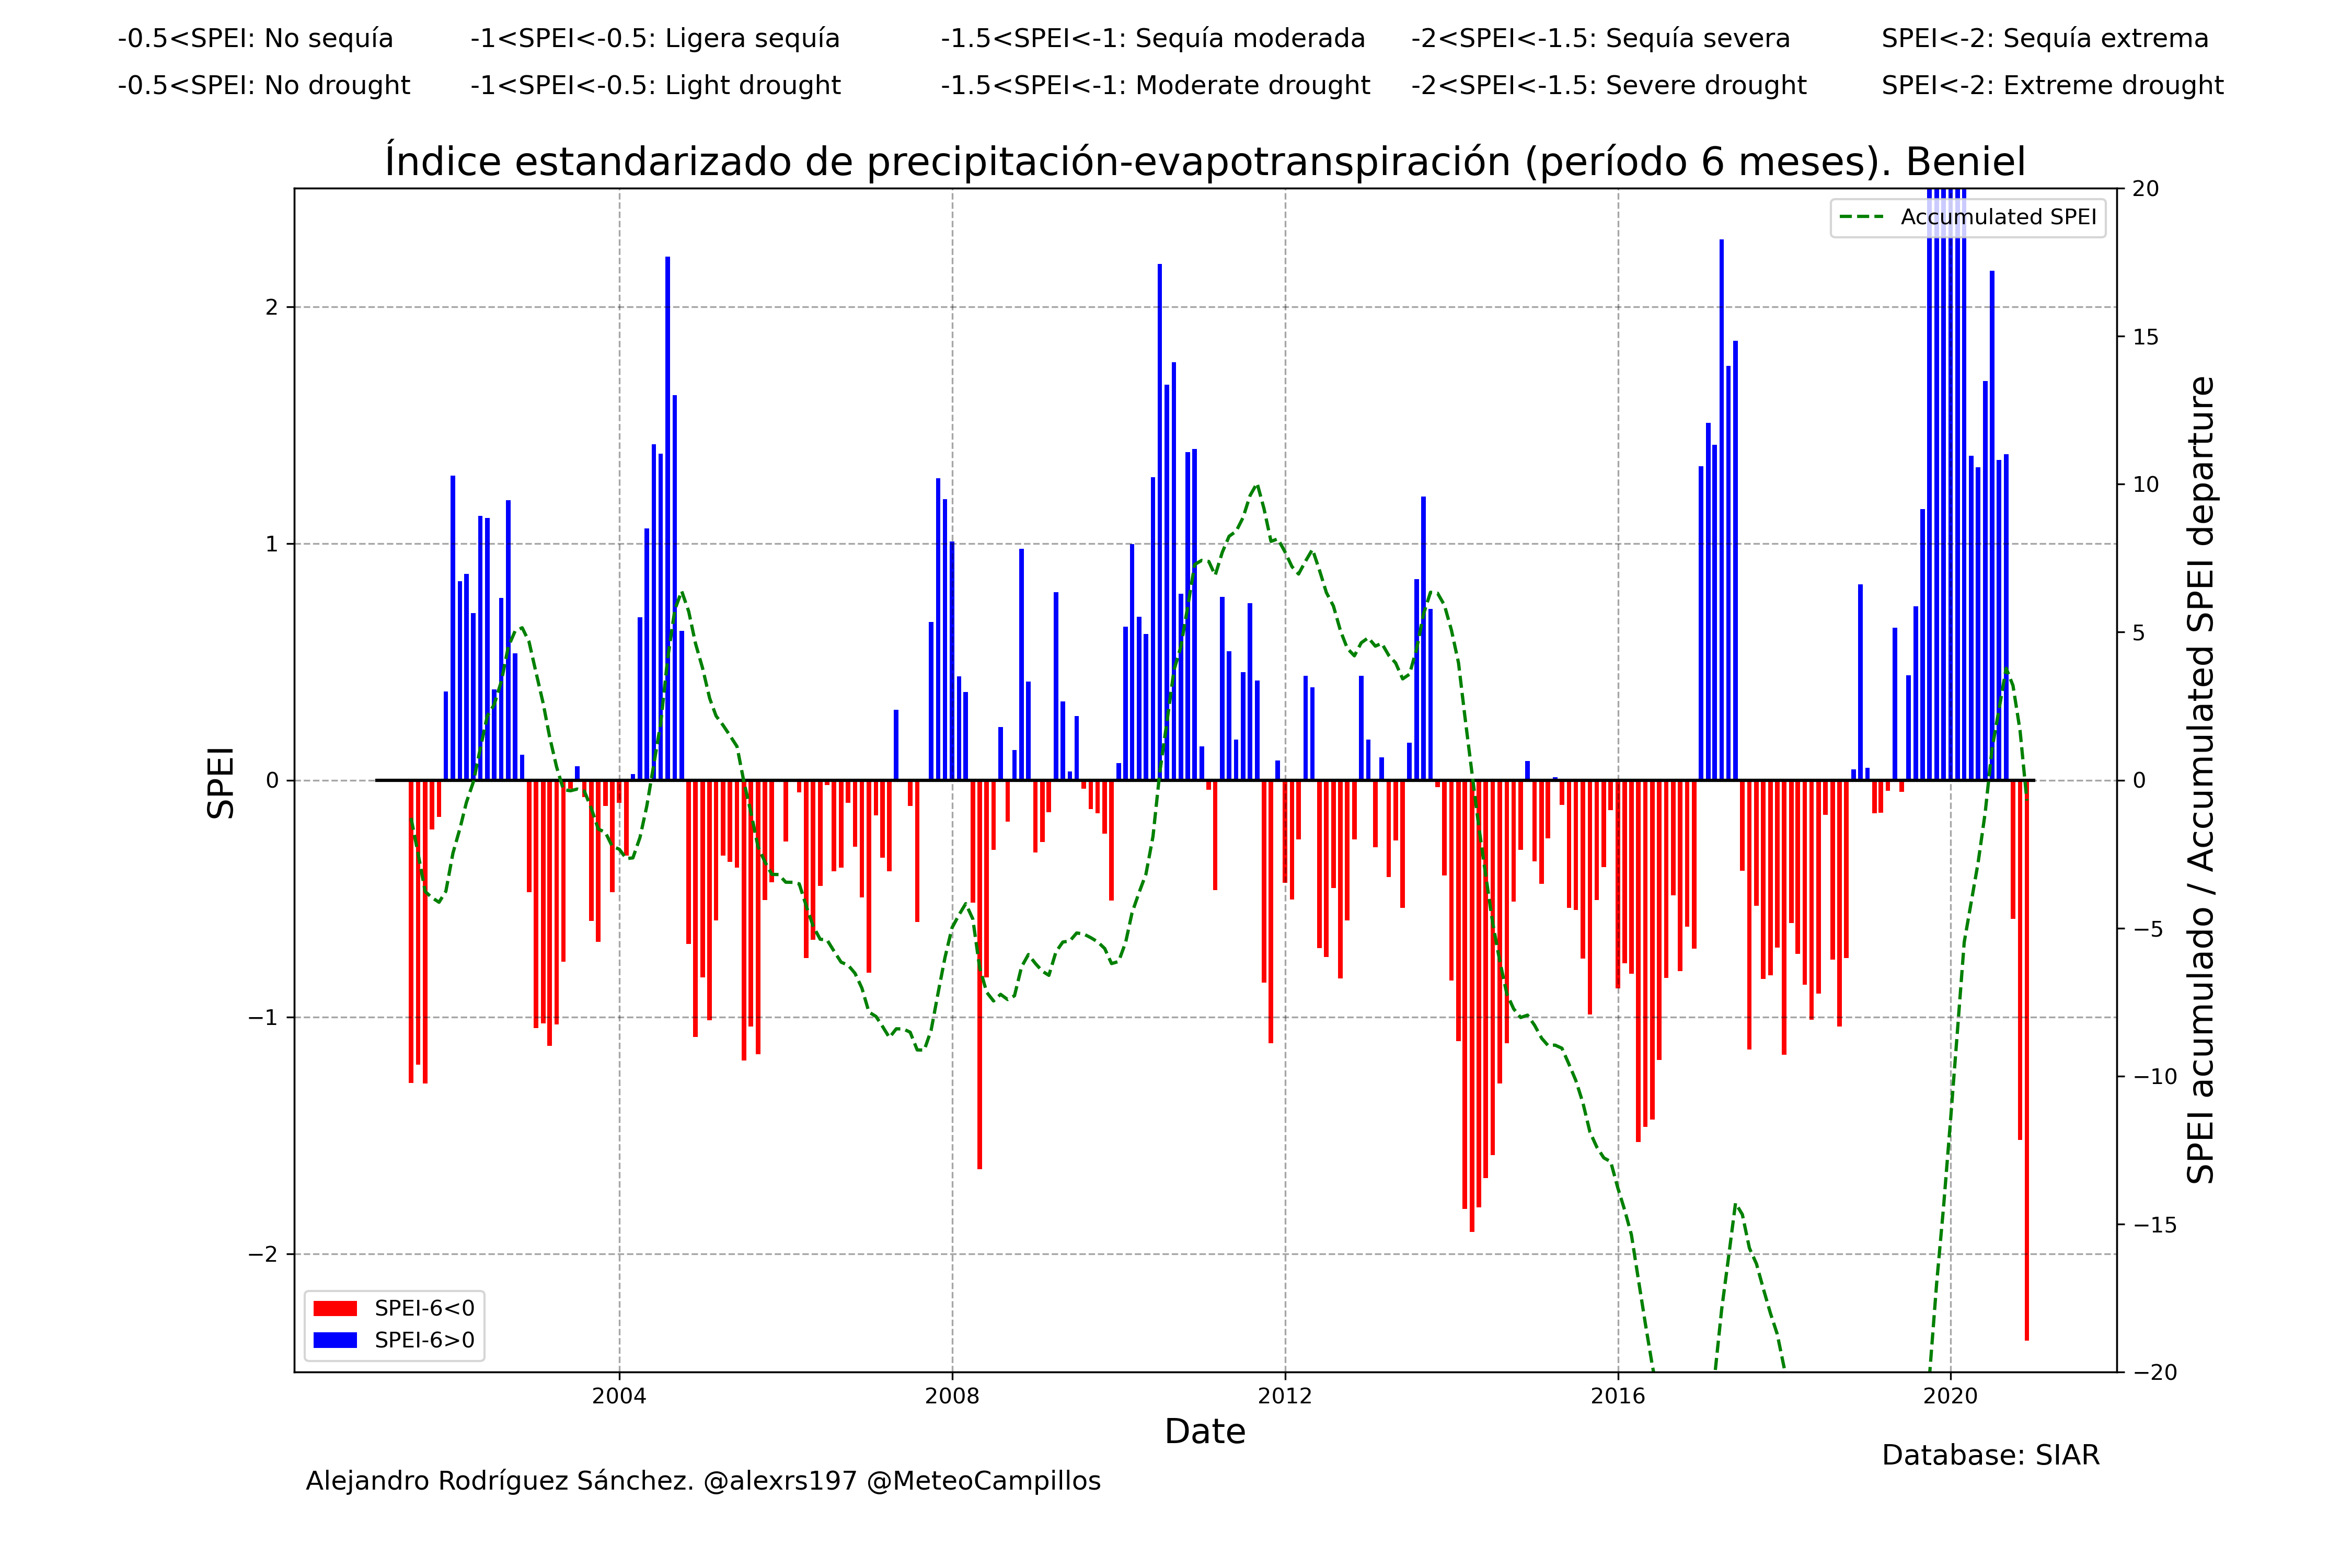 -0.5<SPEI: No sequía -1<SPEI<-0.5: Ligera sequía -1.5<SPEI<-1: Sequía moderada -2<SPEI<-1.5: Sequía severa SPEI<-2: Sequía extrema
-0.5<SPEI: No drought -1<SPEI<-0.5: Light drought -1.5<SPEI<-1: Moderate drought -2<SPEI<-1.5: Severe drought SPEI<-2: Extreme drought
Índice estandarizado de precipitación-evapotranspiración (período 6 meses). Beniel
Accumulated SPEI
SPEI
2
1
0
−1
−2
20
15
10
5
0
−5
−10
−15
−20
SPEI acumulado / Accumulated SPEI departure
SPEI-6<0
SPEI-6>0
2004 2008 2012 2016 2020
Date
Database: SIAR
Alejandro Rodríguez Sánchez. @alexrs197 @MeteoCampillos